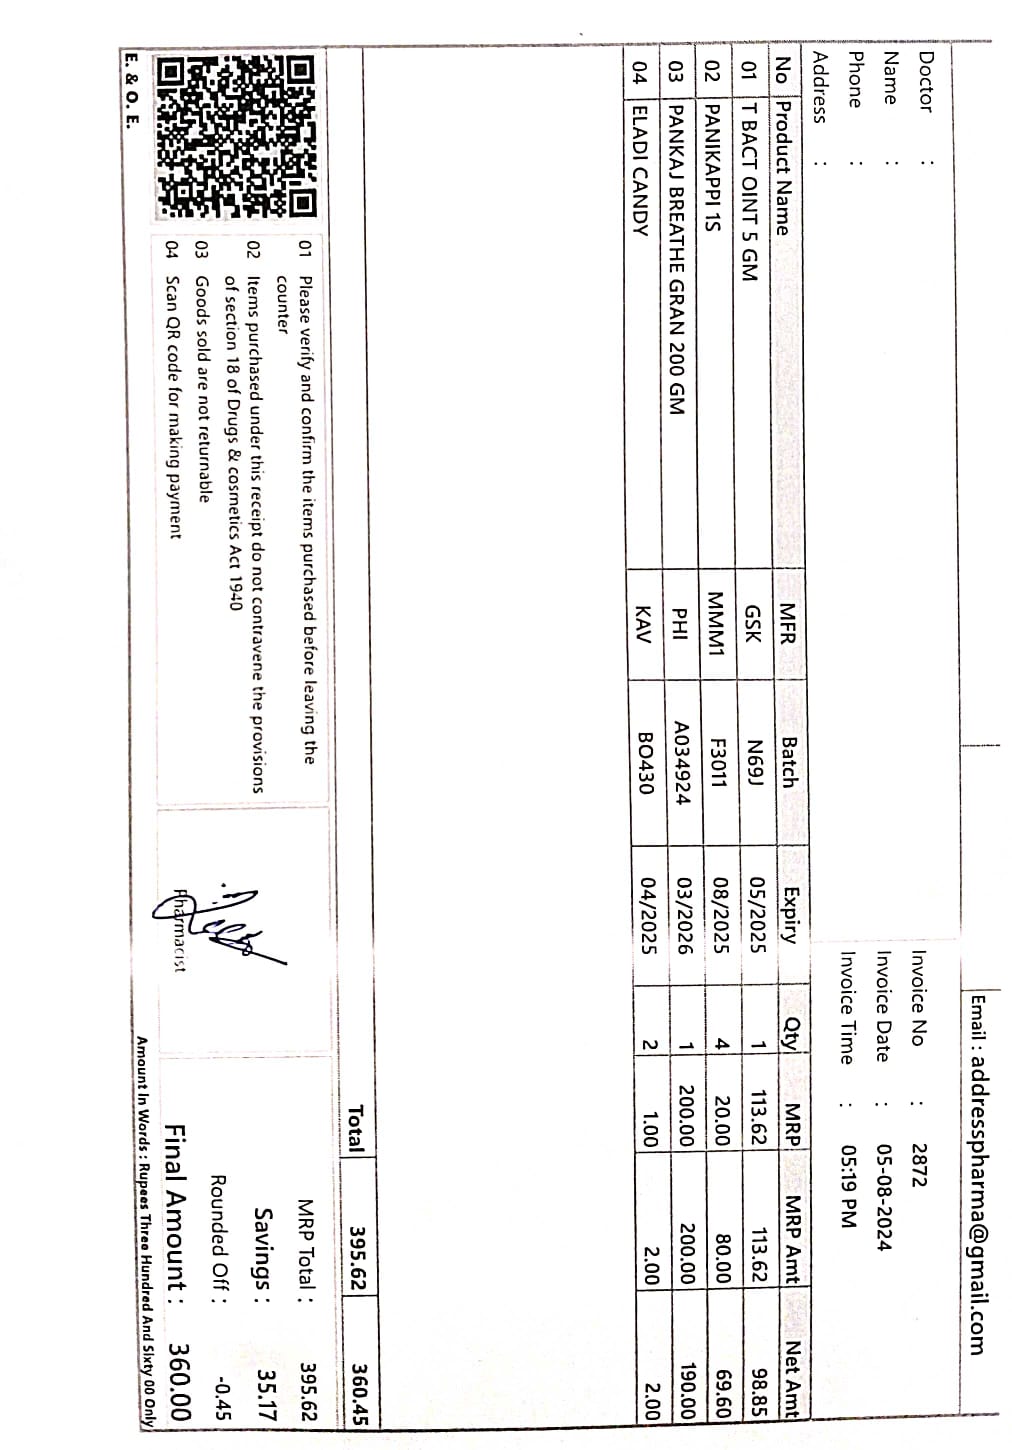 Email : addresspharma@gmail.com
Doctor :
Name :
Phone :
Address :
Invoice No : 2872
Invoice Date : 05-08-2024
Invoice Time : 05:19 PM
No Product Name MFR Batch Expiry Qty MRP MRP Amt Net Amt
01 T BACT OINT 5 GM GSK N69J 05/2025 1 113.62 113.62 98.85
02 PANIKAPPI 1S MMM1 F3011 08/2025 4 20.00 80.00 69.60
03 PANKAJ BREATHE GRAN 200 GM PHI A034924 03/2026 1 200.00 200.00 190.00
04 ELADI CANDY KAV BO430 04/2025 2 1.00 2.00 2.00
Total 395.62 360.45
01 Please verify and confirm the items purchased before leaving the
counter
02 Items purchased under this receipt do not contravene the provisions
of section 18 of Drugs & cosmetics Act 1940
03 Goods sold are not returnable
04 Scan QR code for making payment
E. & O. E.
Pharmacist
MRP Total : 395.62
Savings : 35.17
Rounded Off : -0.45
Final Amount : 360.00
Amount In Words : Rupees Three Hundred And Sixty 00 Only